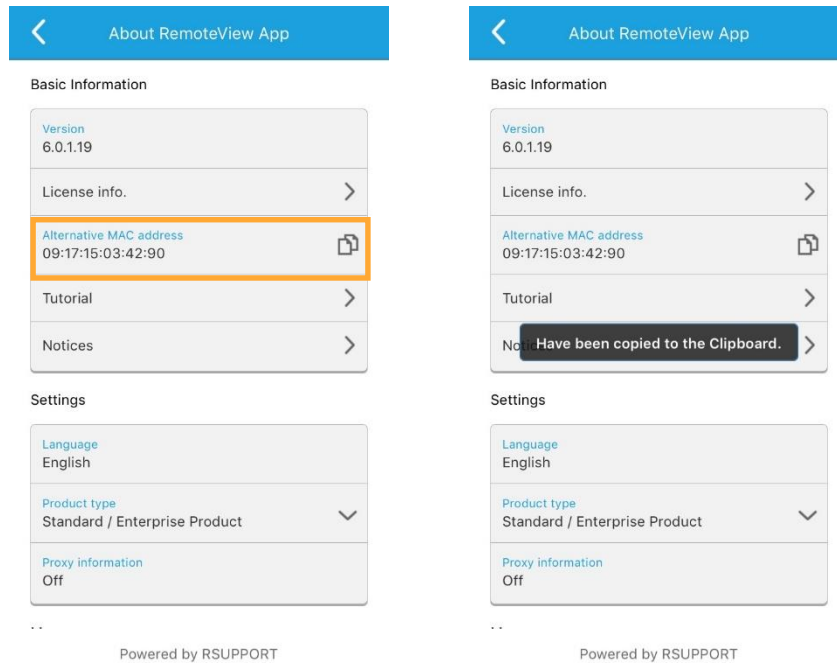 About RemoteView App
Basic Information
Version
6.0.1.19
License info.
Alternative MAC address
09:17:15:03:42:90
Tutorial
Notices
Settings
Language
English
Product type
Standard / Enterprise Product
Proxy information
Off
Powered by RSUPPORT
About RemoteView App
Basic Information
Version
6.0.1.19
License info.
Alternative MAC address
09:17:15:03:42:90
Tutorial
Have been copied to the Clipboard.
Settings
Language
English
Product type
Standard / Enterprise Product
Proxy information
Off
Powered by RSUPPORT